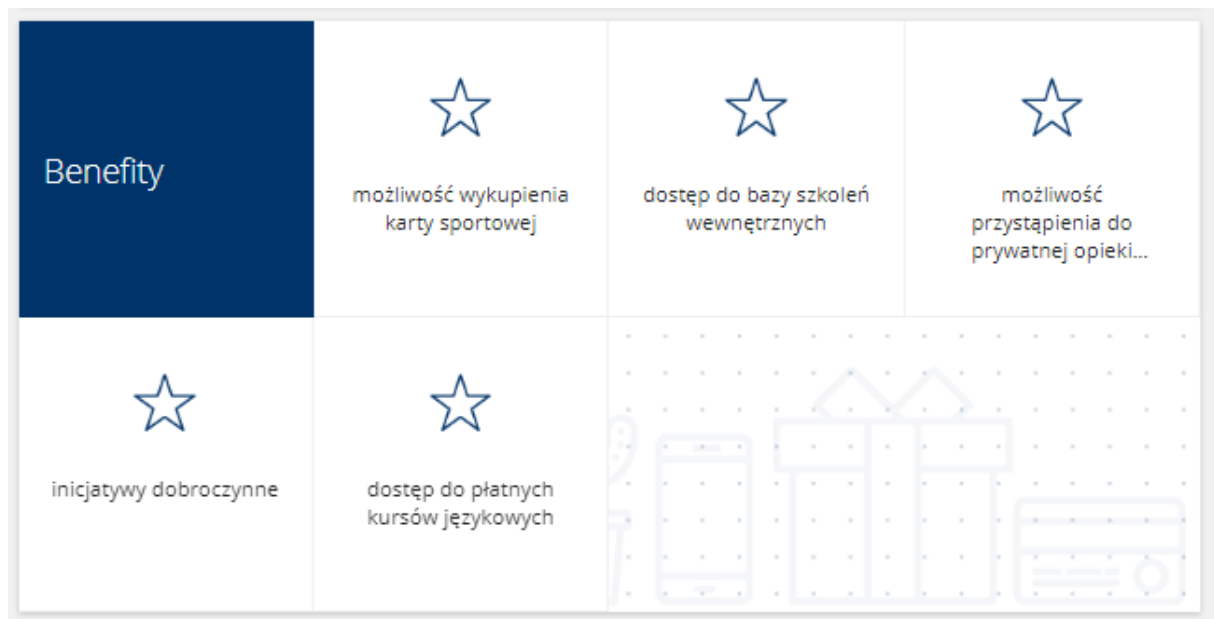 Benefity
możliwość wykupienia
karty sportowej
dostęp do bazy szkoleń
wewnętrznych
możliwość
przystąpienia do
prywatnej opieki...
inicjatywy dobroczynne
dostęp do płatnych
kursów językowych